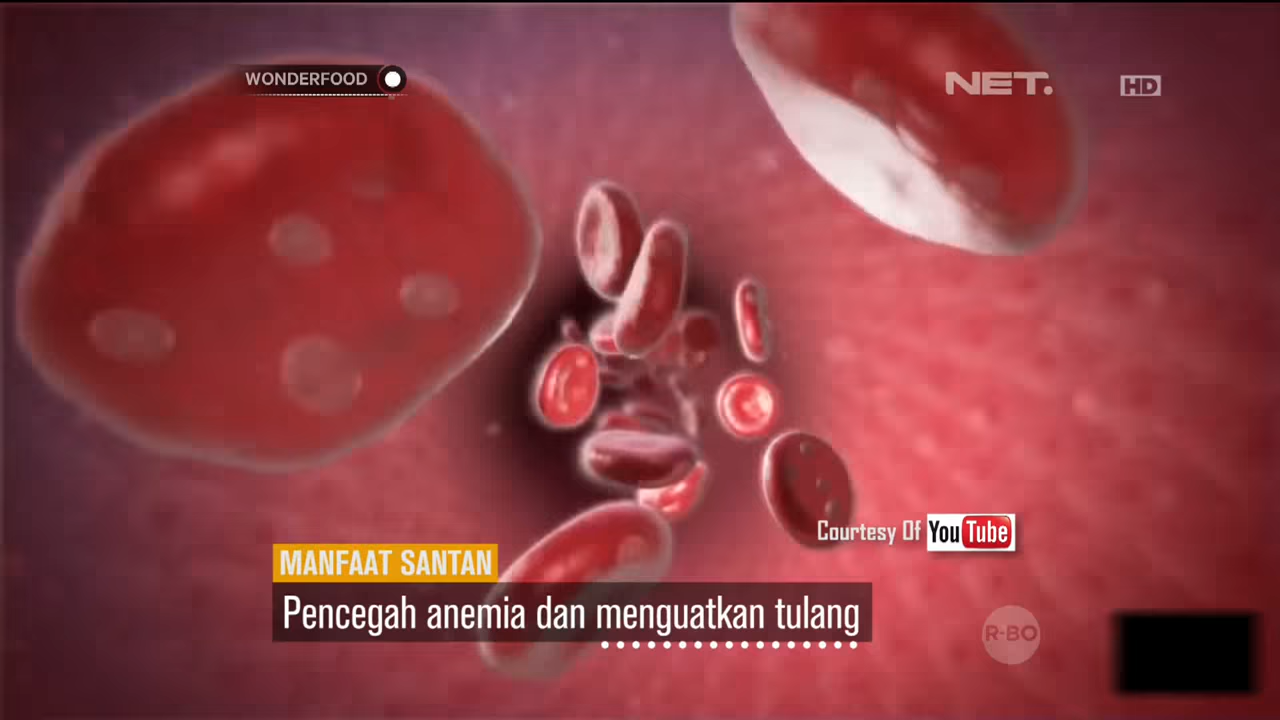 WONDERFOOD
NET.
HD
Courtesy Of YouTube
MANFAAT SANTAN
Pencegah anemia dan menguatkan tulang
R-BO